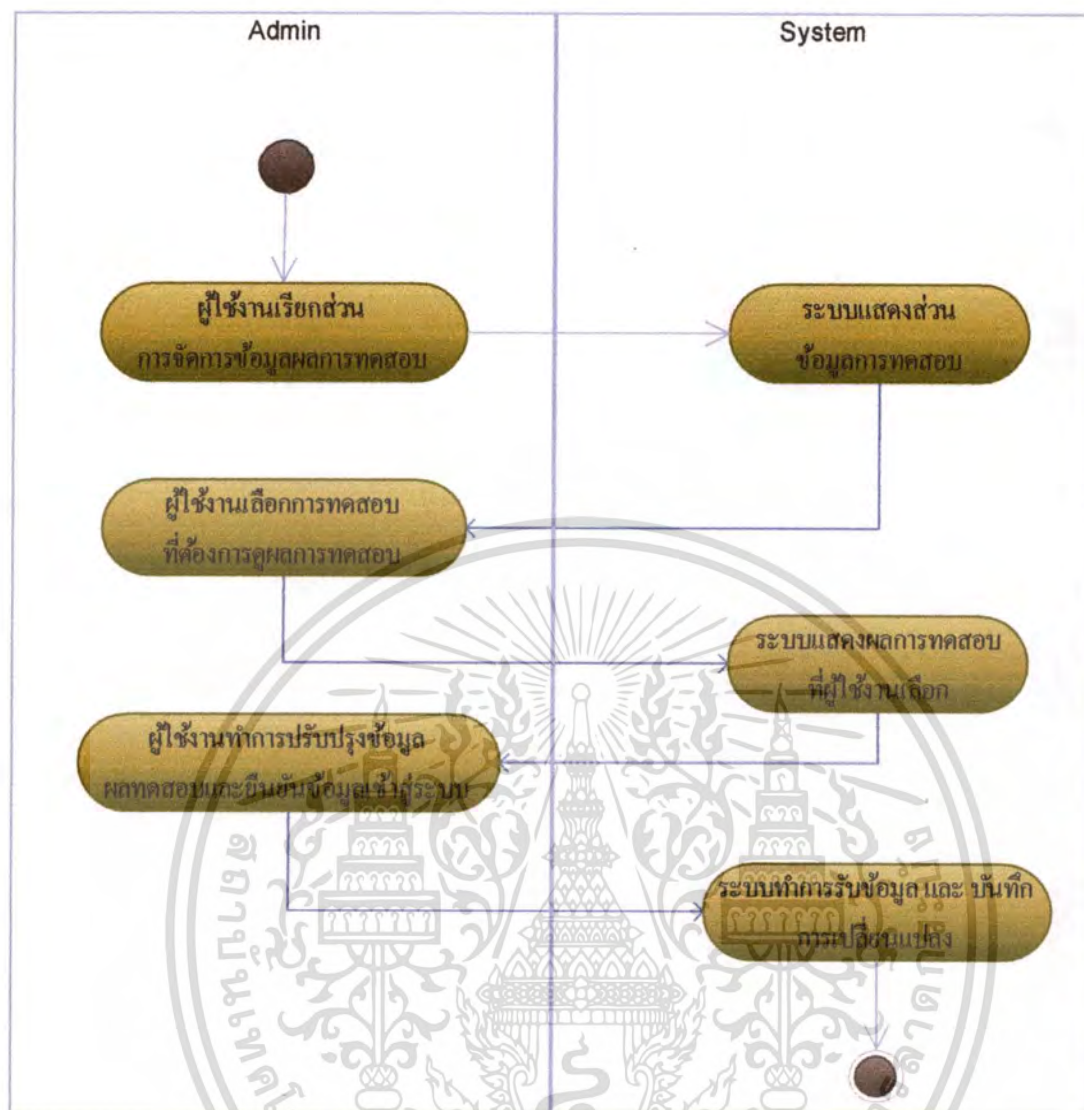 Admin
System
ผู้ใช้งานเรียกส่วน
การจัดการข้อมูลผลการทดสอบ
ระบบแสดงส่วน
ข้อมูลการทดสอบ
ผู้ใช้งานเลือกการทดสอบ
ที่ต้องการดูผลการทดสอบ
ระบบแสดงผลการทดสอบ
ที่ผู้ใช้งานเลือก
ผู้ใช้งานทำการปรับปรุงข้อมูล
ผลทดสอบและยืนยันข้อมูลเข้าสู่ระบบ
ระบบทำการรับข้อมูล และ บันทึก
การเปลี่ยนแปลง
สถาบันเทคโ